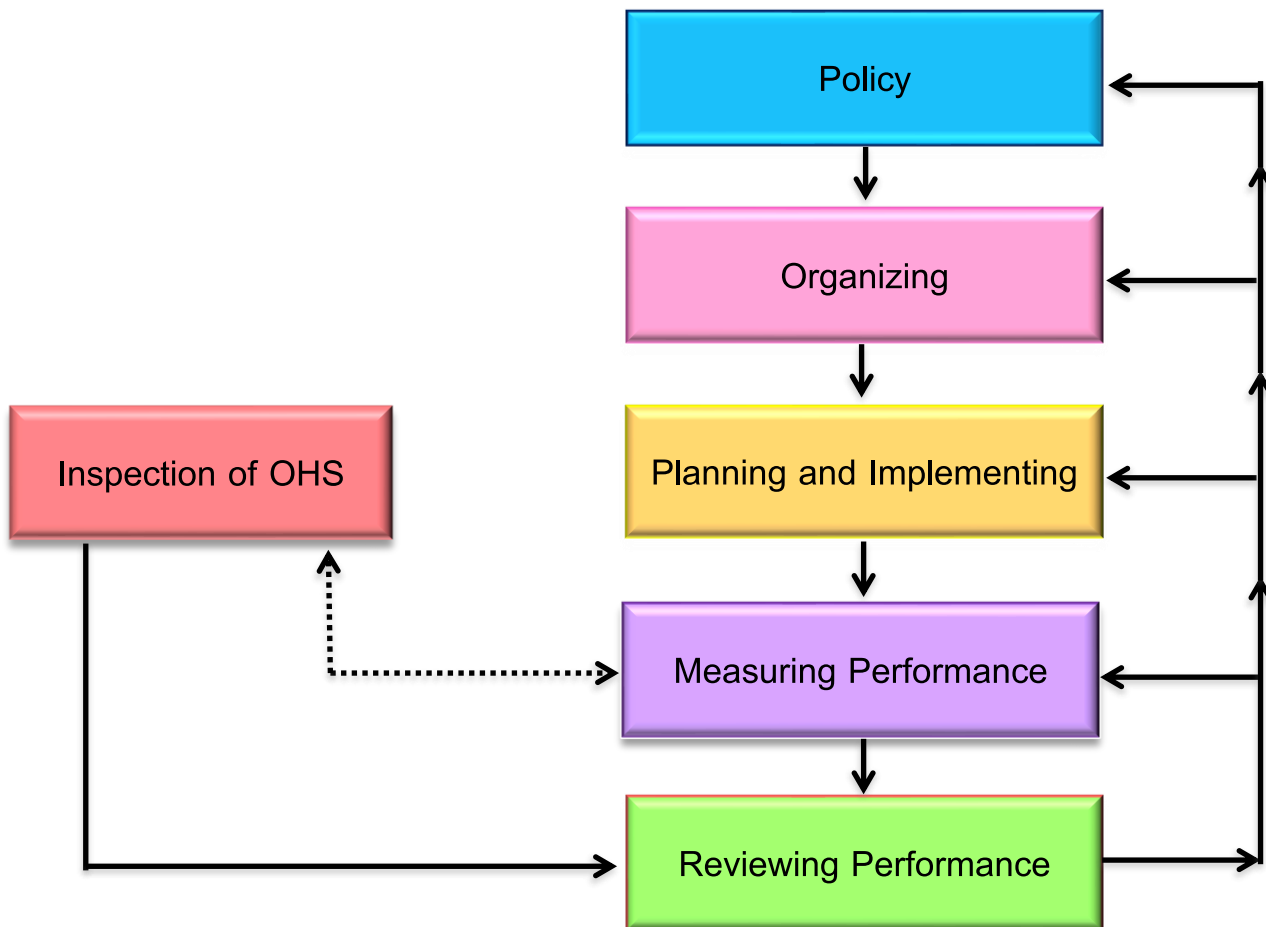 Policy
Organizing
Inspection of OHS
Planning and Implementing
Measuring Performance
Reviewing Performance